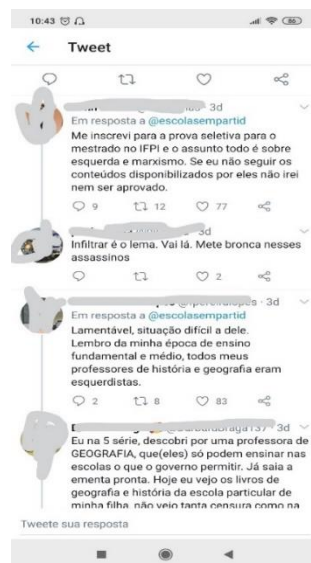 10:43
86
Tweet
3d
Em resposta a @escolasempartid
Me inscrevi para a prova seletiva para o
mestrado no IFPI e o assunto todo é sobre
esquerda e marxismo. Se eu não seguir os
conteúdos disponibilizados por eles não irei
nem ser aprovado.
9 12 77
3d
Infiltrar é o lema. Vai lá. Mete bronca nesses
assassinos
2
3d
Em resposta a @escolasempartid
Lamentável, situação difícil a dele.
Lembro da minha época de ensino
fundamental e médio, todos meus
professores de história e geografia eram
esquerdistas.
2 8 83
3d
Eu na 5 série, descobri por uma professora de
GEOGRAFIA, que(eles) só podem ensinar nas
escolas o que o governo permitir. Já saia a
ementa pronta. Hoje eu vejo os livros de
geografia e história da escola particular de
minha filha, não vejo tanta censura como na
Tweete sua resposta